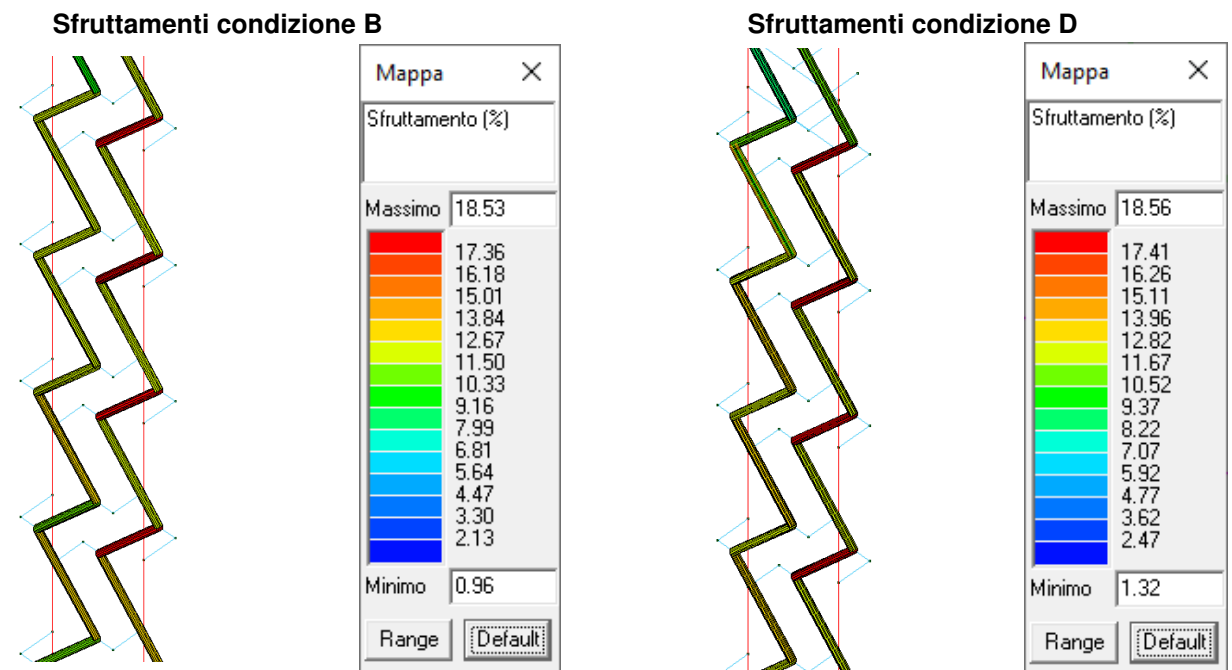 Sfruttamenti condizione B
Mappa
Sfruttamento (%)
Massimo 18.53
17.36
16.18
15.01
13.84
12.67
11.50
10.33
9.16
7.99
6.81
5.64
4.47
3.30
2.13
Minimo 0.96
Range Default
Sfruttamenti condizione D
Mappa
Sfruttamento (%)
Massimo 18.56
17.41
16.26
15.11
13.96
12.82
11.67
10.52
9.37
8.22
7.07
5.92
4.77
3.62
2.47
Minimo 1.32
Range Default